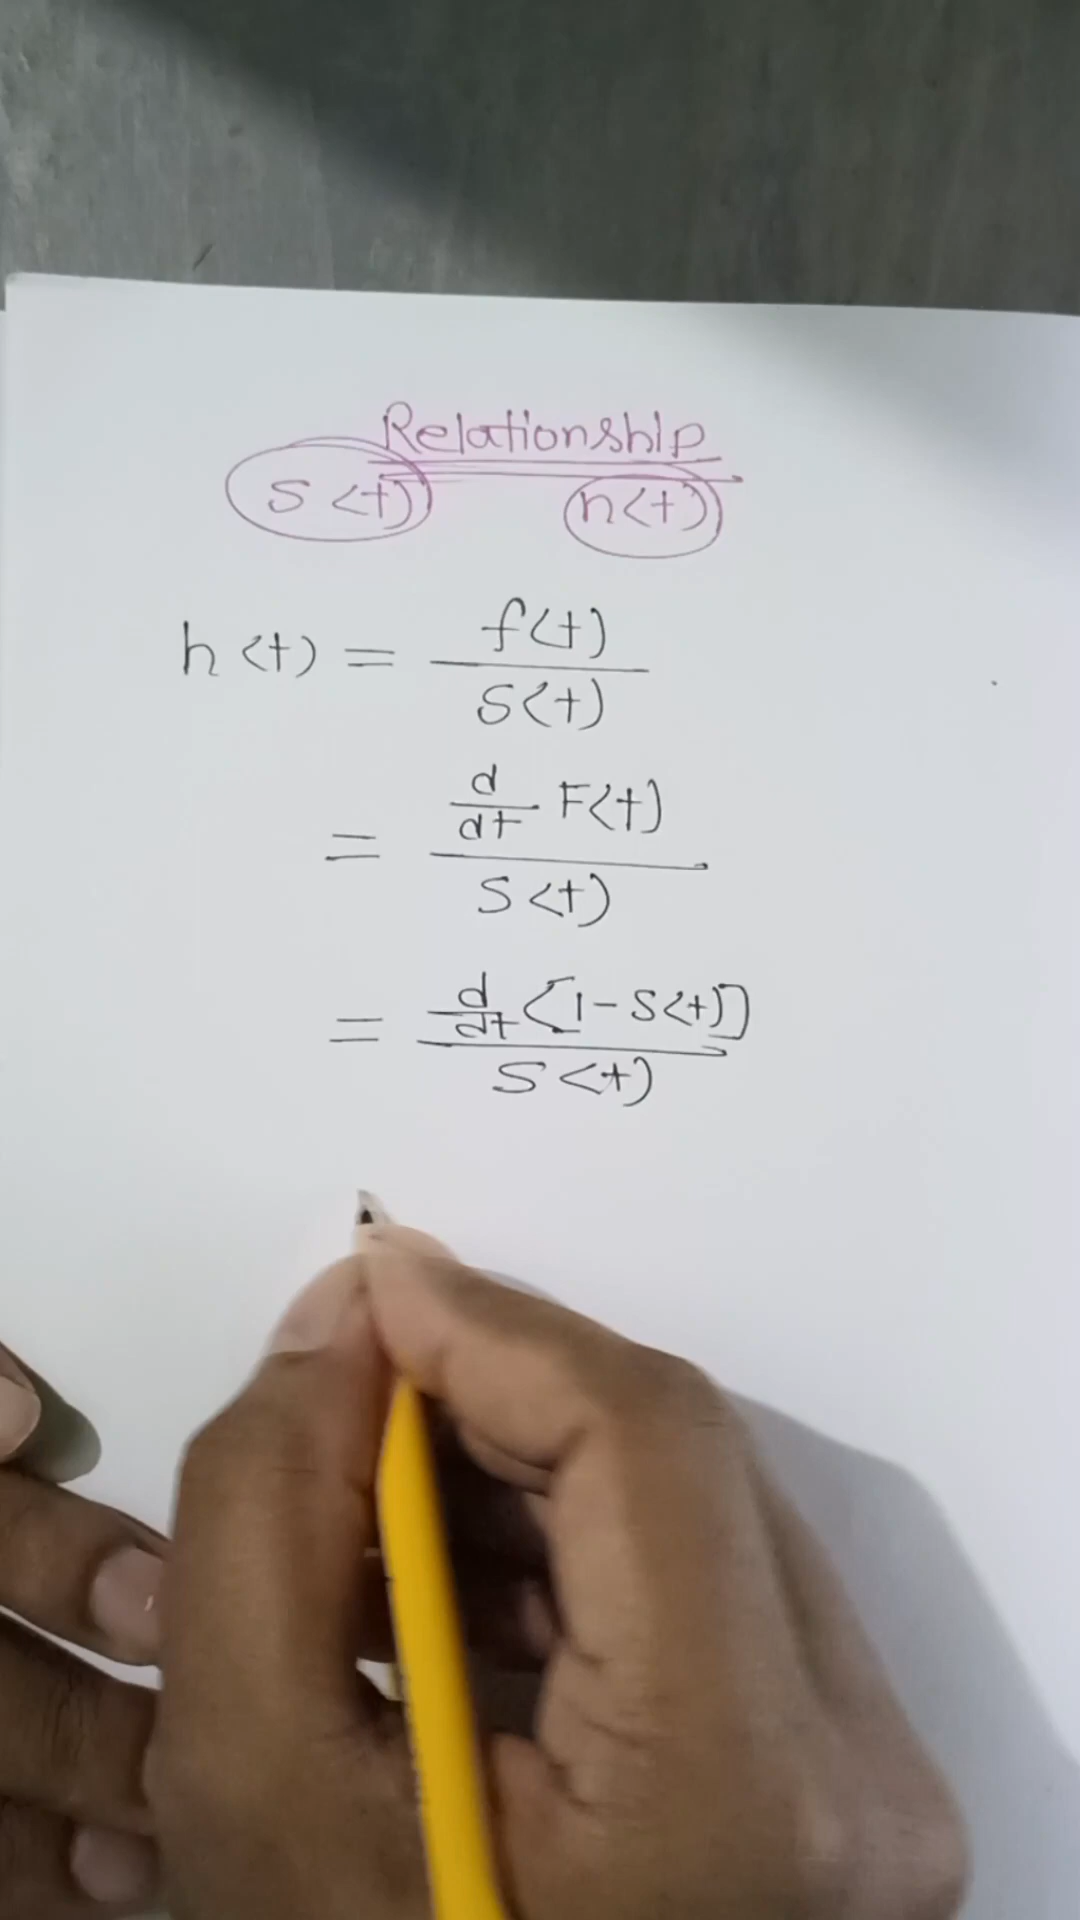 Relationship
S(t) h(t)
h(t) = f(t) / S(t)
= d/dt F(t) / S(t)
= d/dt [1-S(t)] / S(t)